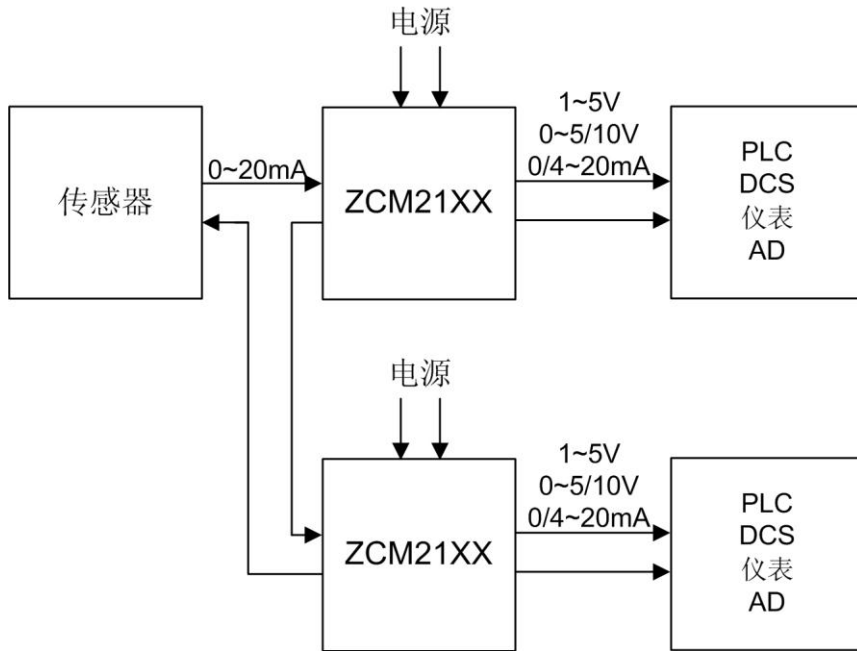 电源
传感器
0~20mA
ZCM21XX
1~5V
0~5/10V
0/4~20mA
PLC
DCS
仪表
AD
电源
ZCM21XX
1~5V
0~5/10V
0/4~20mA
PLC
DCS
仪表
AD